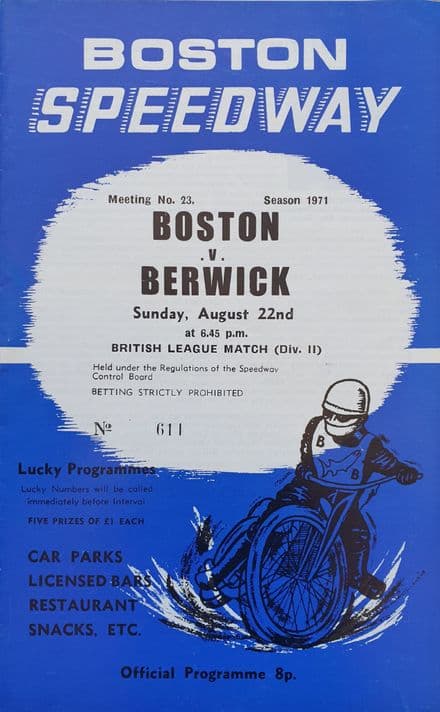 BOSTON
SPEEDWAY
Meeting No. 23. Season 1971
BOSTON
.v.
BERWICK
Sunday, August 22nd
at 6.45 p.m.
BRITISH LEAGUE MATCH (Div. II)
Held under the Regulations of the Speedway
Control Board
BETTING STRICTLY PROHIBITED
No 611
Lucky Programmes
Lucky Numbers will be called
immediately before Interval
FIVE PRIZES OF £1 EACH
B
B
CAR PARKS
LICENSED BARS
RESTAURANT
SNACKS, ETC.
Official Programme 8p.